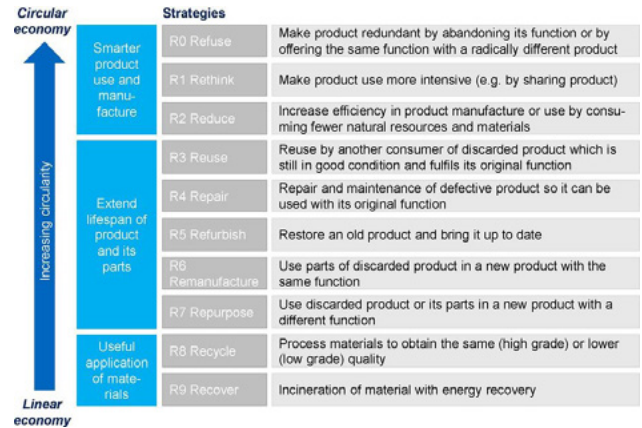 Circular
economy
Strategies
Increasing circularity
Smarter
product
use and
manu-
facture
R0 Refuse
Make product redundant by abandoning its function or by
offering the same function with a radically different product
R1 Rethink
Make product use more intensive (e.g. by sharing product)
R2 Reduce
Increase efficiency in product manufacture or use by consu-
ming fewer natural resources and materials
Extend
lifespan of
product
and its
parts
R3 Reuse
Reuse by another consumer of discarded product which is
still in good condition and fulfils its original function
R4 Repair
Repair and maintenance of defective product so it can be
used with its original function
R5 Refurbish
Restore an old product and bring it up to date
R6
Remanufacture
Use parts of discarded product in a new product with the
same function
R7 Repurpose
Use discarded product or its parts in a new product with a
different function
Useful
application
of mate-
rials
R8 Recycle
Process materials to obtain the same (high grade) or lower
(low grade) quality
R9 Recover
Incineration of material with energy recovery
Linear
economy